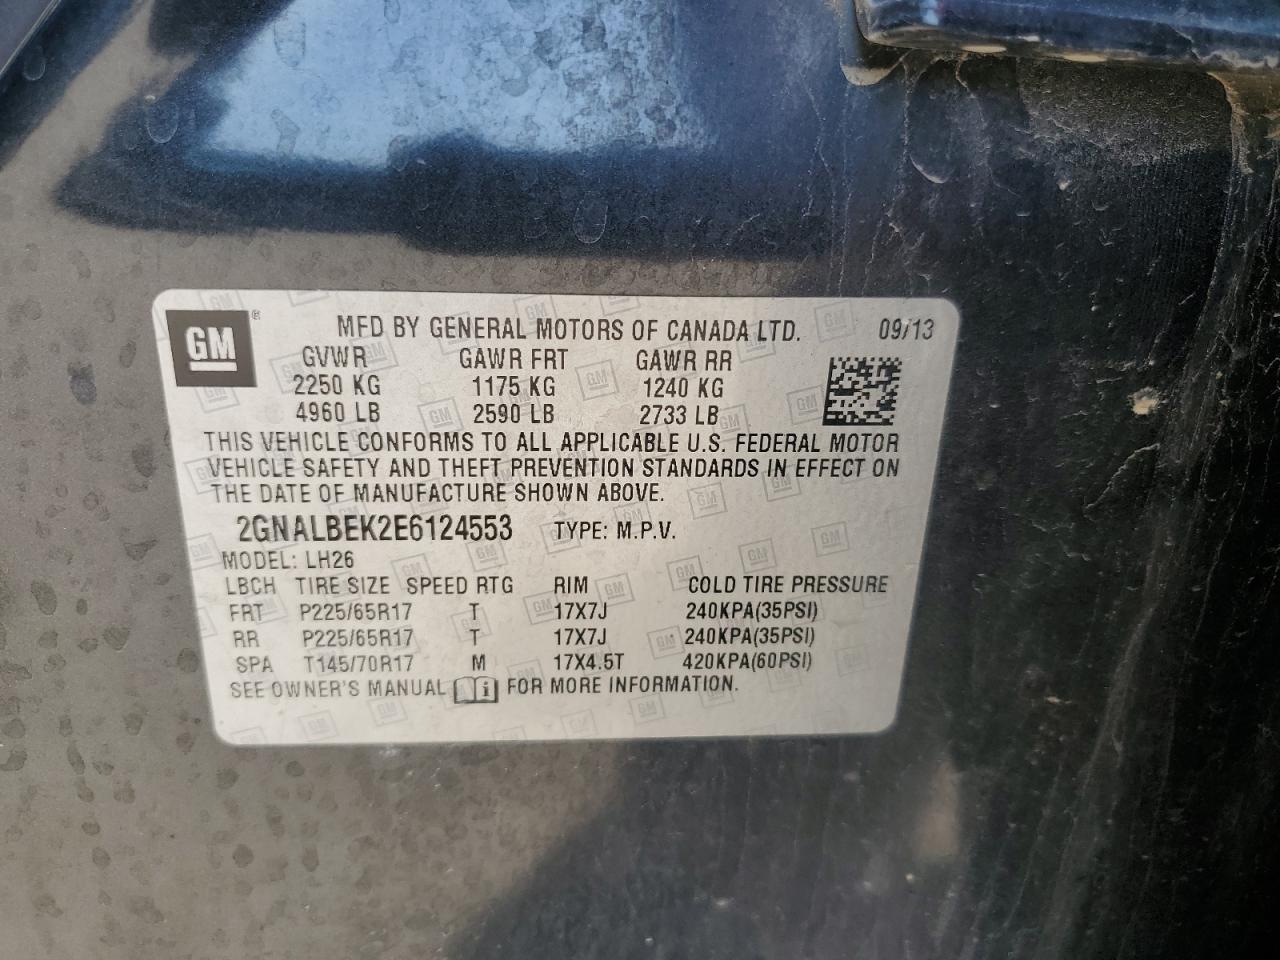 GM ® MFD BY GENERAL MOTORS OF CANADA LTD. 09/13
GVWR GAWR FRT GAWR RR
2250 KG 1175 KG 1240 KG
4960 LB 2590 LB 2733 LB
THIS VEHICLE CONFORMS TO ALL APPLICABLE U.S. FEDERAL MOTOR
VEHICLE SAFETY AND THEFT PREVENTION STANDARDS IN EFFECT ON
THE DATE OF MANUFACTURE SHOWN ABOVE.
2GNALBEK2E6124553 TYPE: M.P.V.
MODEL: LH26
LBCH TIRE SIZE SPEED RTG RIM COLD TIRE PRESSURE
FRT P225/65R17 T 17X7J 240KPA(35PSI)
RR P225/65R17 T 17X7J 240KPA(35PSI)
SPA T145/70R17 M 17X4.5T 420KPA(60PSI)
SEE OWNER'S MANUAL i FOR MORE INFORMATION.